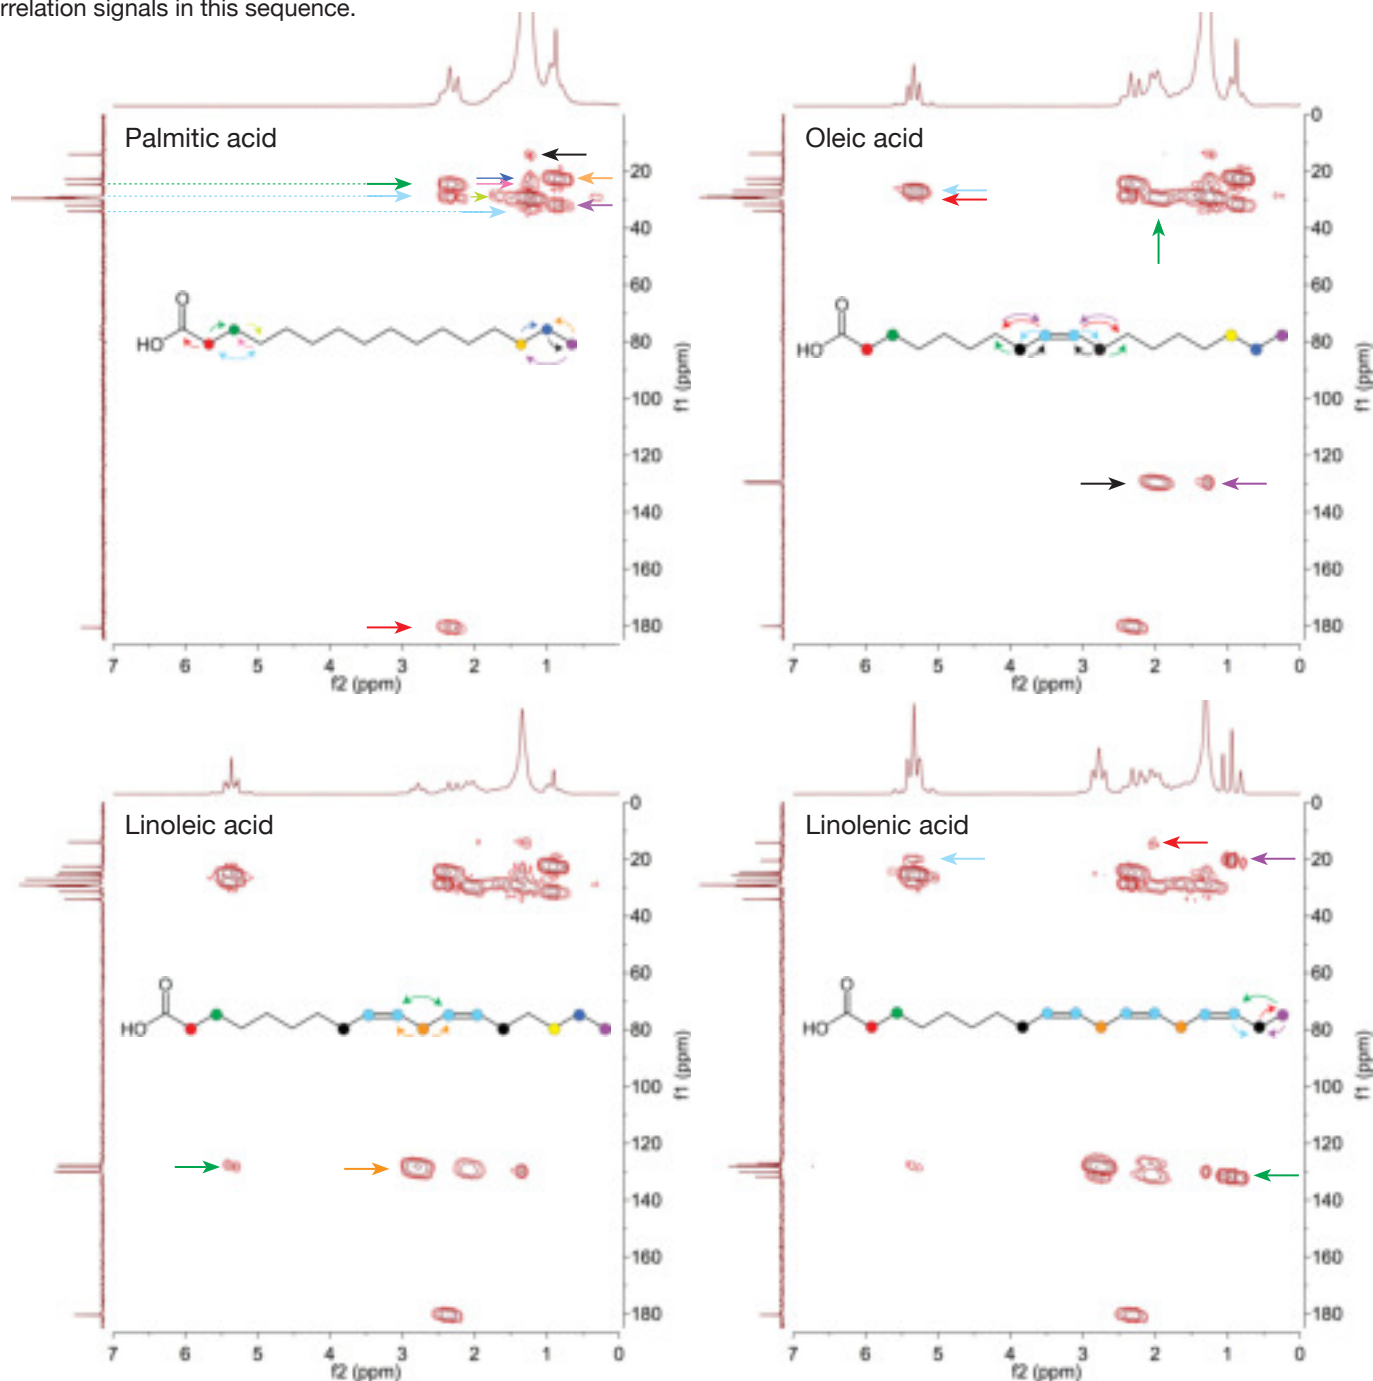 rrelation signals in this sequence.
Palmitic acid
O
HO
0
20
40
60
80
100
120
140
160
180
f1 (ppm)
7 6 5 4 3 2 1 0
f2 (ppm)
Oleic acid
O
HO
0
20
40
60
80
100
120
140
160
180
f1 (ppm)
7 6 5 4 3 2 1 0
f2 (ppm)
Linoleic acid
O
HO
0
20
40
60
80
100
120
140
160
180
f1 (ppm)
7 6 5 4 3 2 1 0
f2 (ppm)
Linolenic acid
O
HO
0
20
40
60
80
100
120
140
160
180
f1 (ppm)
7 6 5 4 3 2 1 0
f2 (ppm)